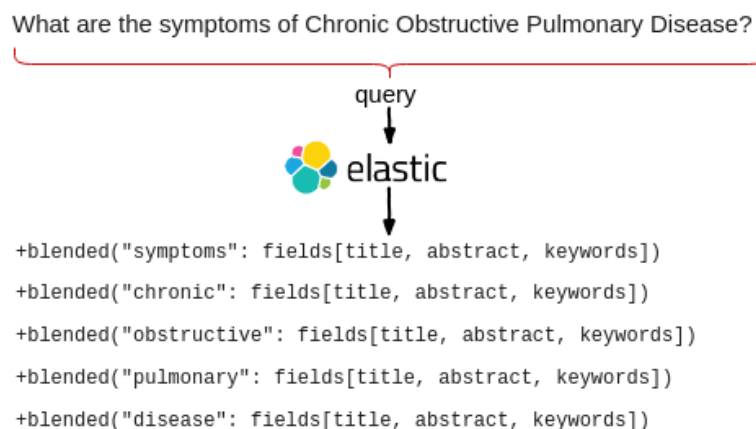 What are the symptoms of Chronic Obstructive Pulmonary Disease?
query
elastic
+blended("symptoms": fields[title, abstract, keywords])
+blended("chronic": fields[title, abstract, keywords])
+blended("obstructive": fields[title, abstract, keywords])
+blended("pulmonary": fields[title, abstract, keywords])
+blended("disease": fields[title, abstract, keywords])